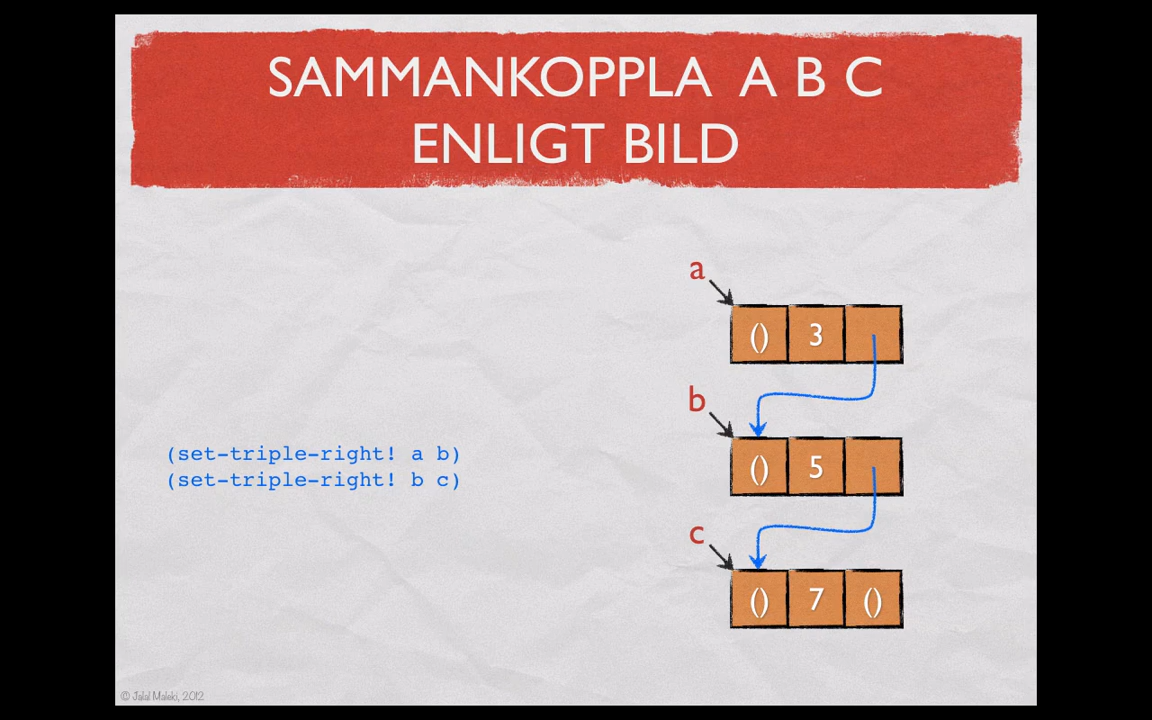 SAMMANKOPPLA A B C
ENLIGT BILD
a
() 3
b
() 5
(set-triple-right! a b)
(set-triple-right! b c)
c
() 7 ()
© Jalal Maleki, 2012